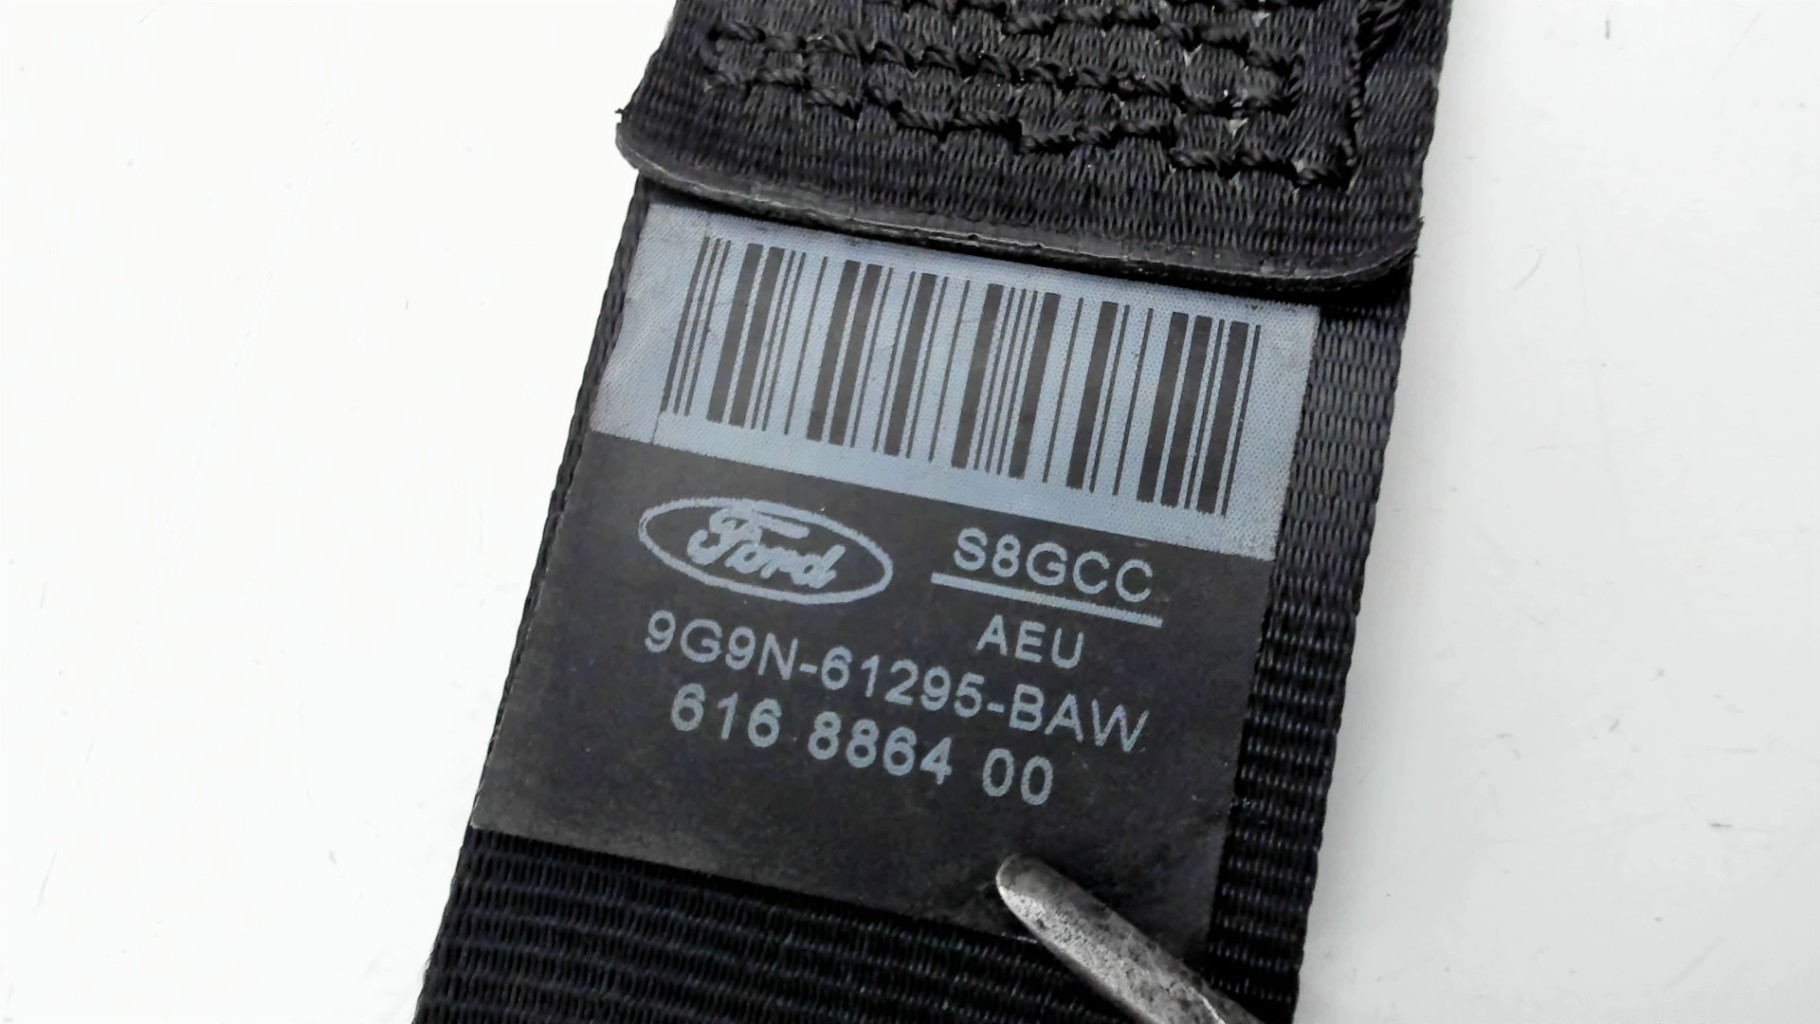 Ford S8GCC
AEU
9G9N-61295-BAW
616 8864 00